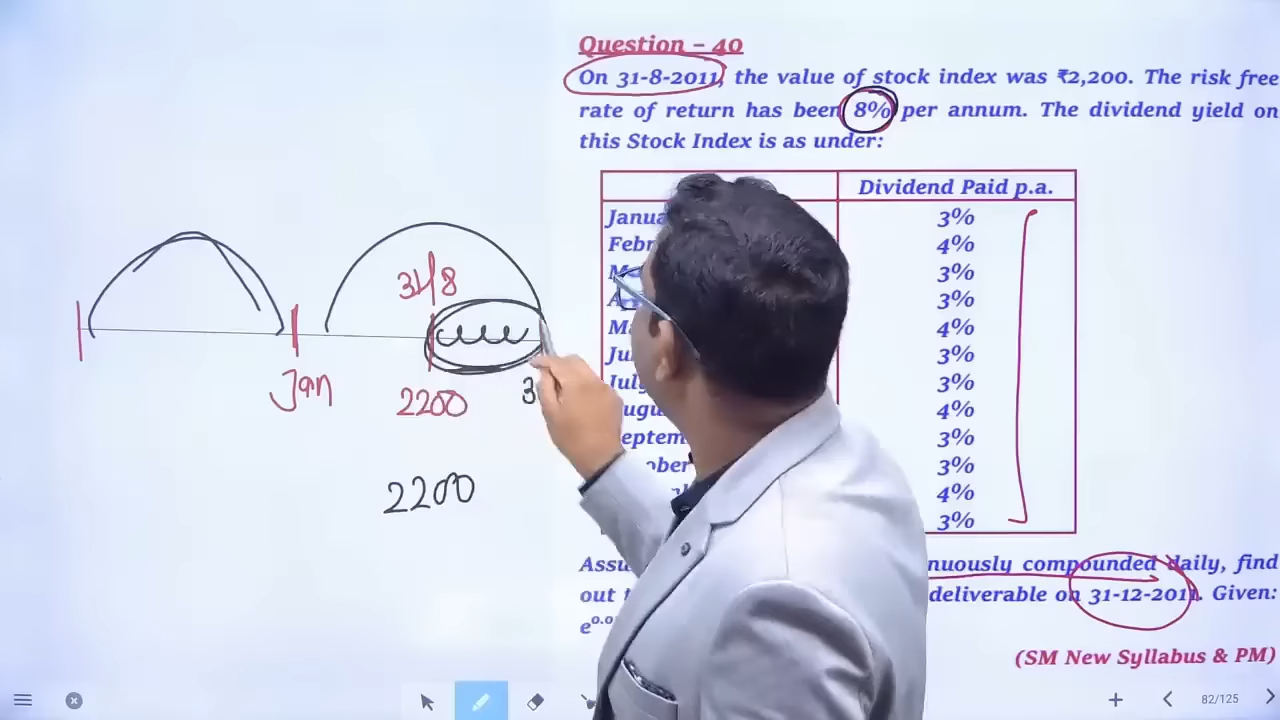 Question – 40
On 31-8-2011, the value of stock index was ₹2,200. The risk free
rate of return has been 8% per annum. The dividend yield on
this Stock Index is as under:
Dividend Paid p.a.
3%
4%
3%
3%
4%
3%
3%
4%
3%
3%
4%
3%
31/8
Jan
2200
2200
compounded daily, find
out deliverable on 31-12-2011. Given:
(SM New Syllabus & PM)
82/125